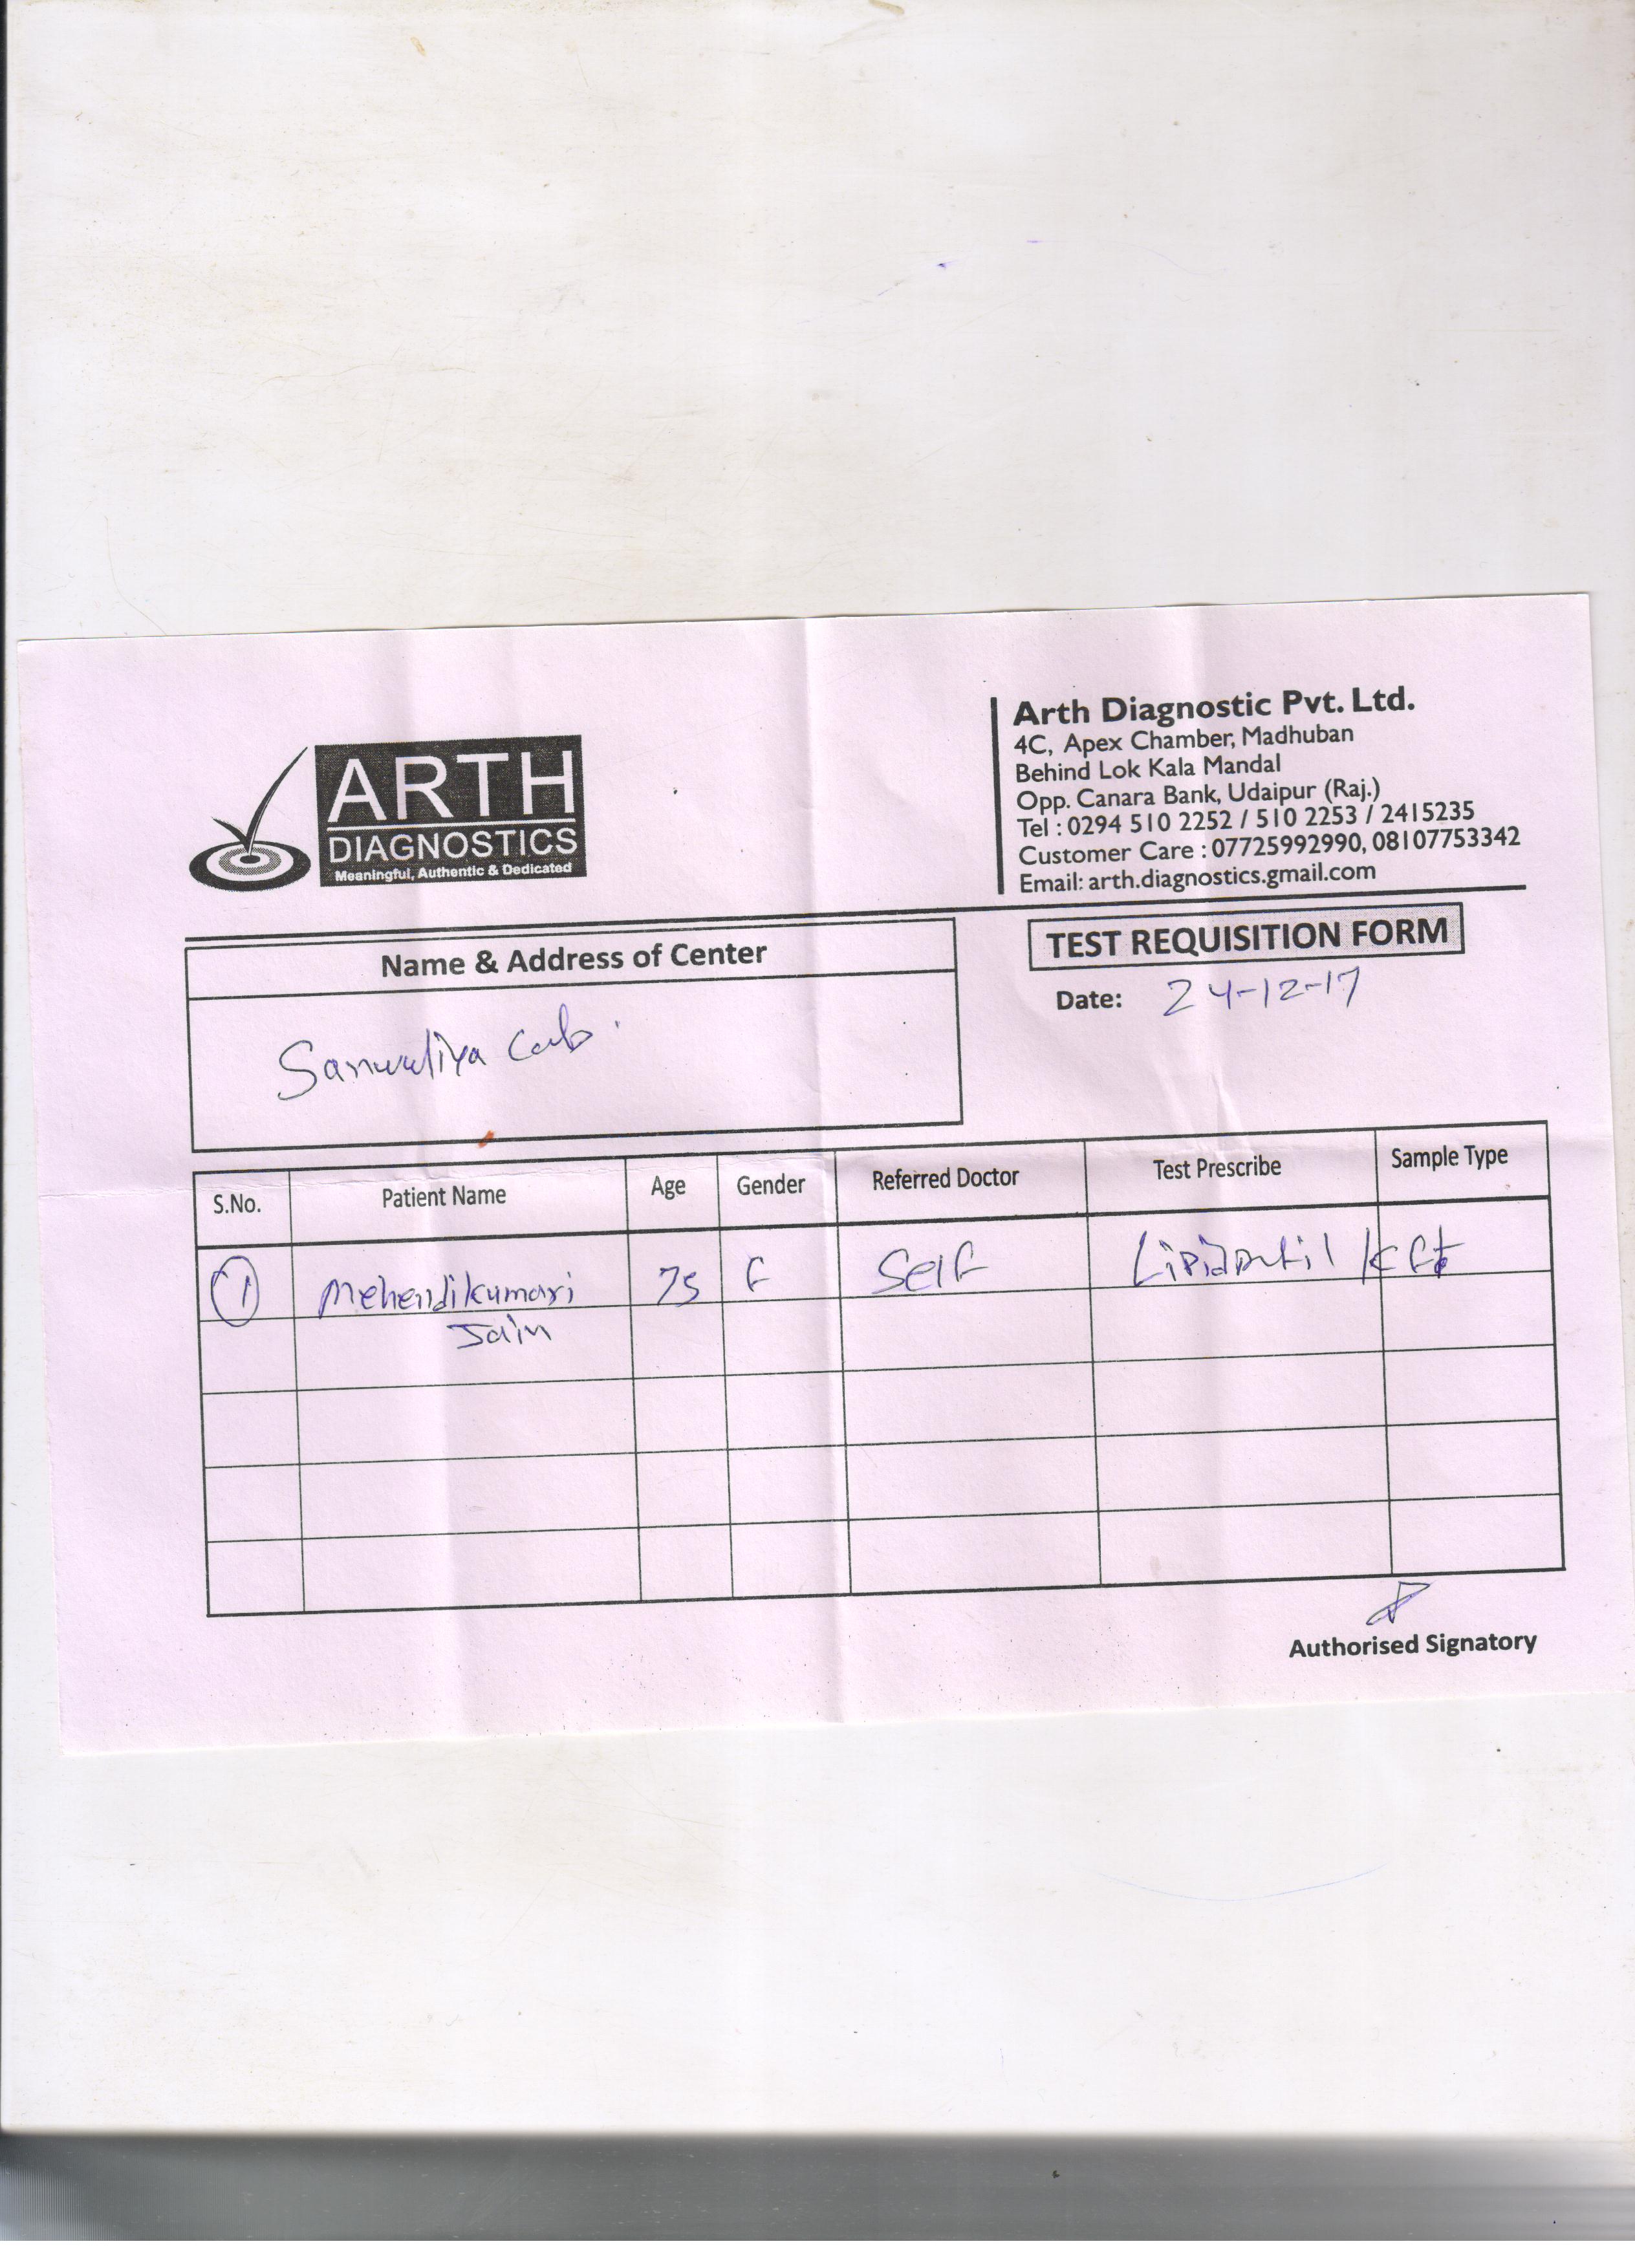 ARTH
DIAGNOSTICS
Meaningful, Authentic & Dedicated
Arth Diagnostic Pvt. Ltd.
4C, Apex Chamber, Madhuban
Behind Lok Kala Mandal
Opp. Canara Bank, Udaipur (Raj.)
Tel : 0294 510 2252 / 510 2253 / 2415235
Customer Care : 07725992990, 08107753342
Email: arth.diagnostics.gmail.com
Name & Address of Center
TEST REQUISITION FORM
Date: 24-12-17
Sanwaliya
S.No. Patient Name Age Gender Referred Doctor Test Prescribe Sample Type
1 Mehendikumari 75 F Self Kft
Jain
Authorised Signatory